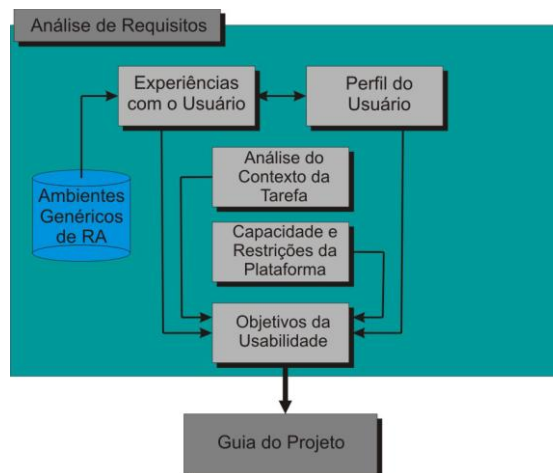 Análise de Requisitos
Experiências
com o Usuário
Perfil do
Usuário
Ambientes
Genéricos
de RA
Análise do
Contexto da
Tarefa
Capacidade e
Restrições da
Plataforma
Objetivos da
Usabilidade
Guia do Projeto